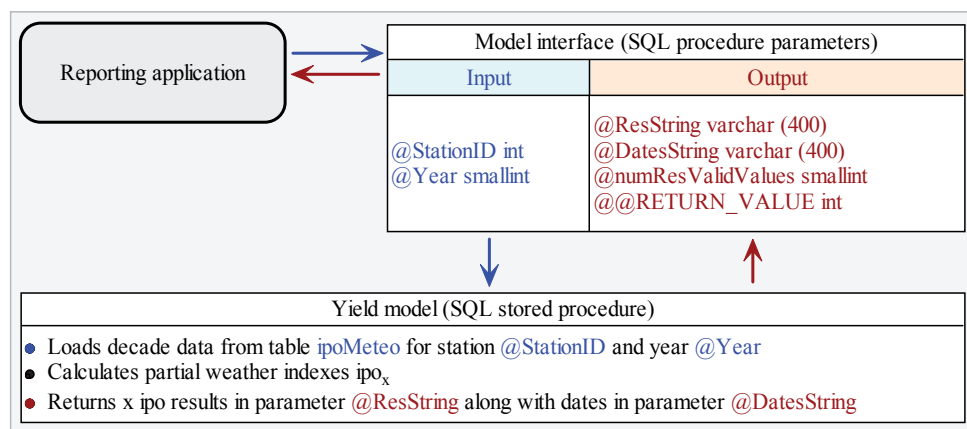 Reporting application
Model interface (SQL procedure parameters)
Input
Output
@StationID int
@Year smallint
@ResString varchar (400)
@DatesString varchar (400)
@numResValidValues smallint
@@RETURN_VALUE int
Yield model (SQL stored procedure)
Loads decade data from table ipoMeteo for station @StationID and year @Year
Calculates partial weather indexes ipoₓ
Returns x ipo results in parameter @ResString along with dates in parameter @DatesString